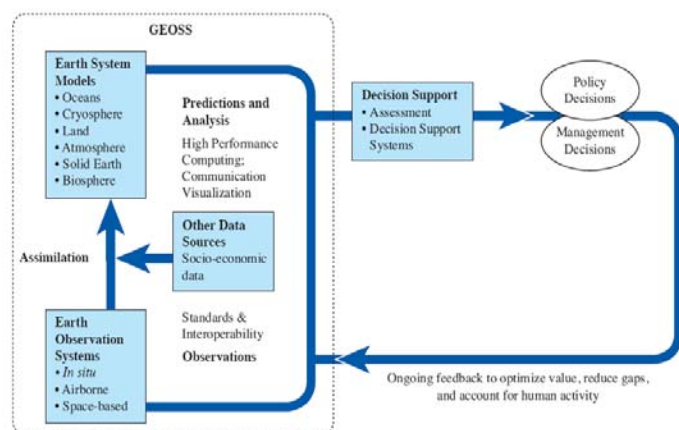 GEOSS
Earth System
Models
• Oceans
• Cryosphere
• Land
• Atmosphere
• Solid Earth
• Biosphere
Predictions and
Analysis
High Performance
Computing;
Communication
Visualization
Decision Support
• Assessment
• Decision Support
Systems
Policy
Decisions
Management
Decisions
Other Data
Sources
Socio-economic
data
Assimilation
Earth
Observation
Systems
• In situ
• Airborne
• Space-based
Standards &
Interoperability
Observations
Ongoing feedback to optimize value, reduce gaps,
and account for human activity